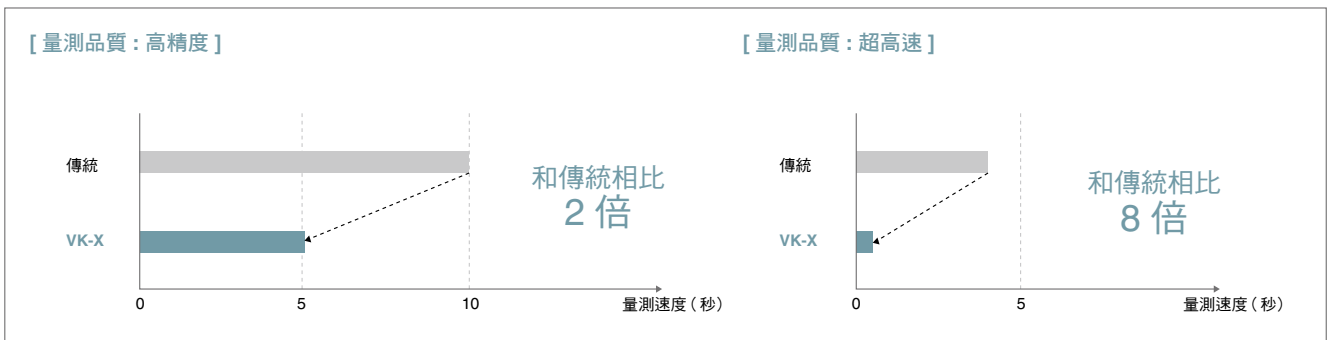 [ 量測品質 : 高精度 ]
傳統
VK-X
和傳統相比
2 倍
0 5 10 量測速度 ( 秒 )
[ 量測品質 : 超高速 ]
傳統
VK-X
和傳統相比
8 倍
0 5 量測速度 ( 秒 )